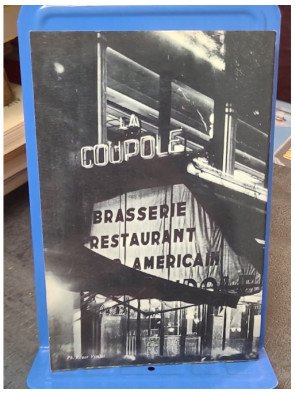 LA
COUPOLE
BRASSERIE
RESTAURANT
AMERICAIN